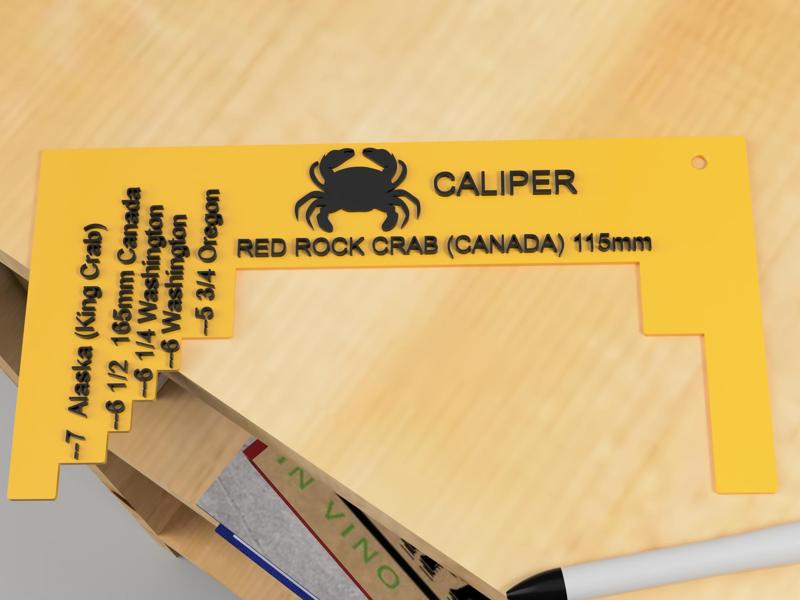 CALIPER
RED ROCK CRAB (CANADA) 115mm
--7 Alaska (King Crab)
--6 1/2 165mm Canada
--6 1/4 Washington
--6 Washington
--5 3/4 Oregon
IN VINO